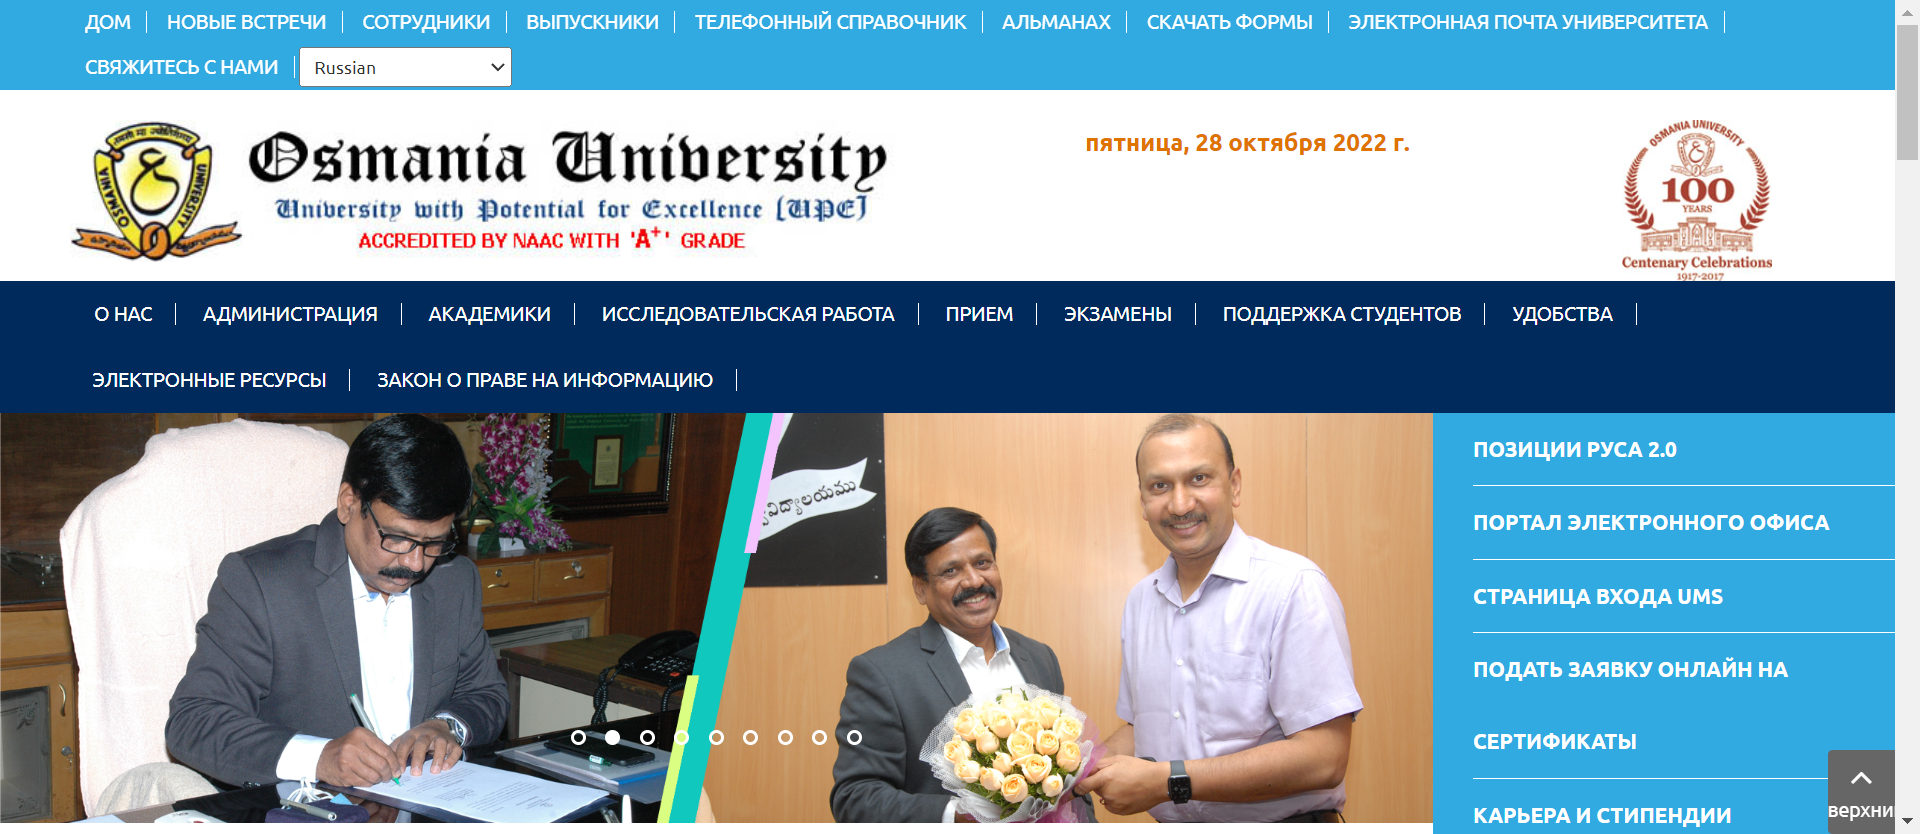 ДОМ
НОВЫЕ ВСТРЕЧИ
СОТРУДНИКИ
ВЫПУСКНИКИ
ТЕЛЕФОННЫЙ СПРАВОЧНИК
АЛЬМАНАХ
СКАЧАТЬ ФОРМЫ
ЭЛЕКТРОННАЯ ПОЧТА УНИВЕРСИТЕТА
СВЯЖИТЕСЬ С НАМИ
Russian
OSMANIA
UNIVERSITY
Osmania University
University with Potential for Excellence [UPE]
ACCREDITED BY NAAC WITH 'A+' GRADE
пятница, 28 октября 2022 г.
OSMANIA UNIVERSITY
100
YEARS
Centenary Celebrations
1917-2017
О НАС
АДМИНИСТРАЦИЯ
АКАДЕМИКИ
ИССЛЕДОВАТЕЛЬСКАЯ РАБОТА
ПРИЕМ
ЭКЗАМЕНЫ
ПОДДЕРЖКА СТУДЕНТОВ
УДОБСТВА
ЭЛЕКТРОННЫЕ РЕСУРСЫ
ЗАКОН О ПРАВЕ НА ИНФОРМАЦИЮ
ПОЗИЦИИ РУСА 2.0
ПОРТАЛ ЭЛЕКТРОННОГО ОФИСА
СТРАНИЦА ВХОДА UMS
ПОДАТЬ ЗАЯВКУ ОНЛАЙН НА
СЕРТИФИКАТЫ
КАРЬЕРА И СТИПЕНДИИ
верхни